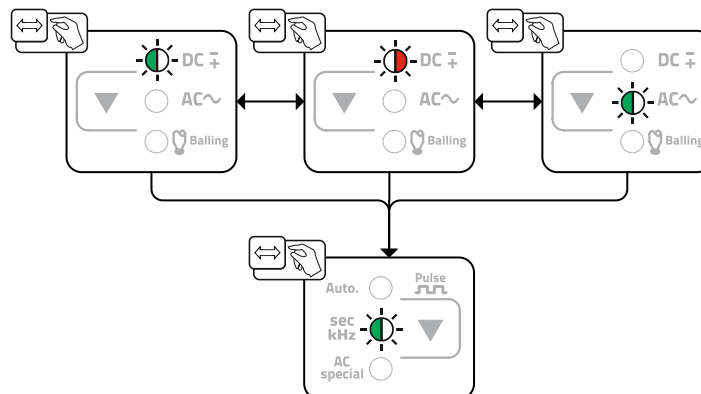 DC
AC
Balling
DC
AC
Balling
DC
AC
Balling
Auto.
Pulse
sec
kHz
AC
special